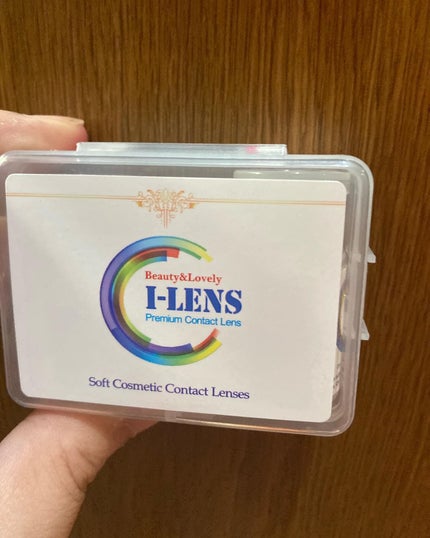 Beauty&Lovely
I-LENS
Premium Contact Lens
Soft Cosmetic Contact Lenses